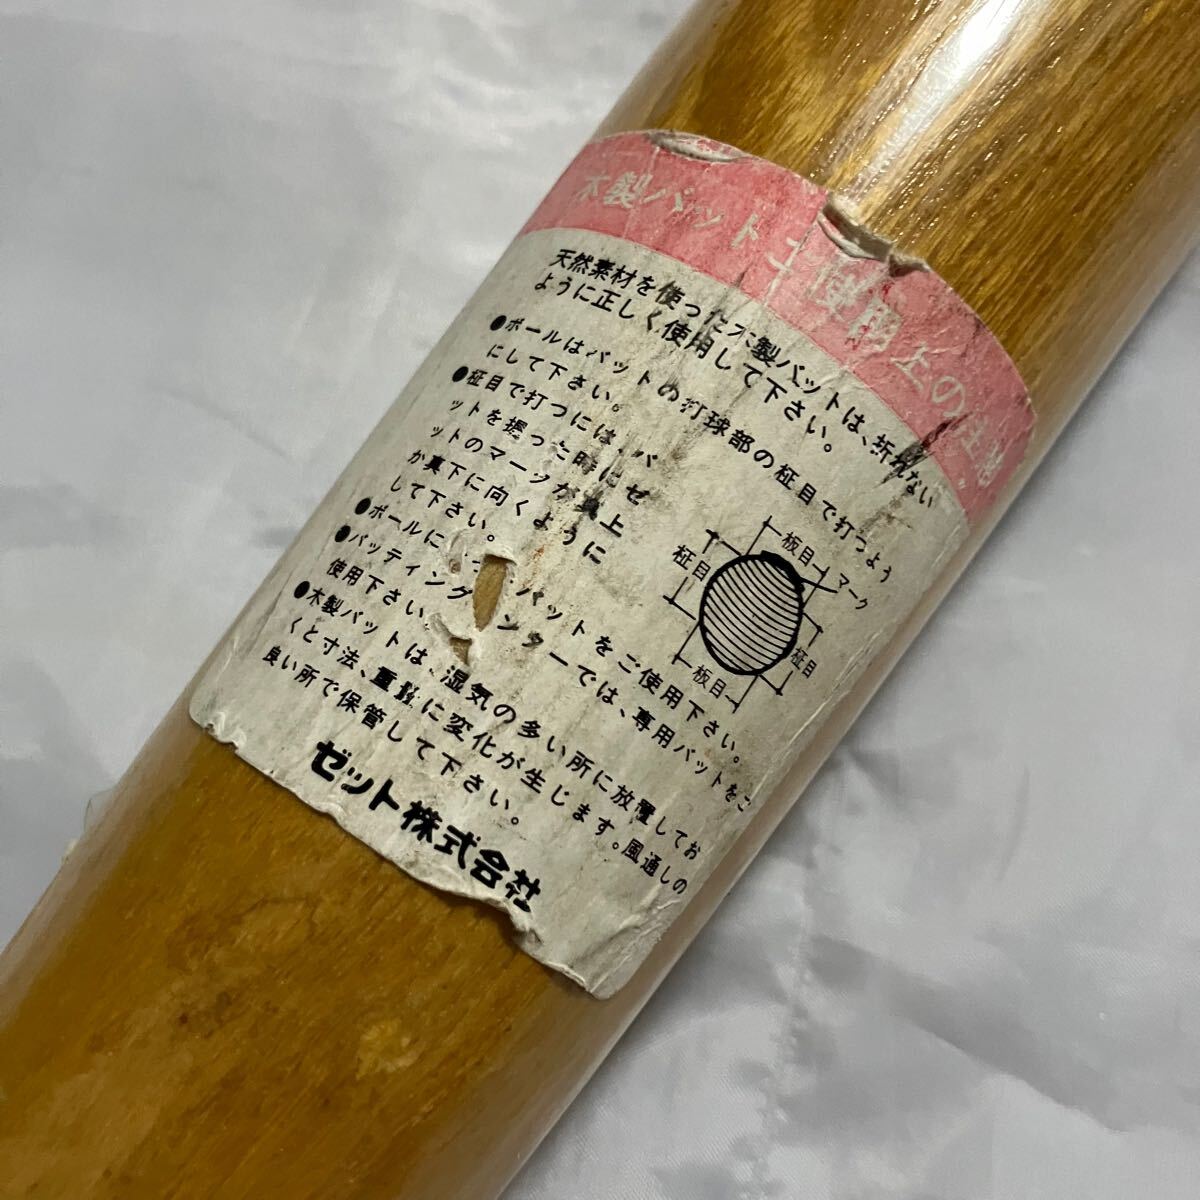 木製バットご使用上の注意
天然素材を使った木製バットは、折れない
ように正しく使用して下さい。
●ボールはバットの打球部の柾目で打つよう
にして下さい。
●柾目で打つには、バ
ットを握った時にゼ
ットのマークが真上
か真下に向くように
して下さい。
●ボールに バットをご使用下さい。
●バッティングセンターでは、専用バットをご
使用下さい。
●木製バットは、湿気の多い所に放置してお
くと寸法、重量に変化が生じます。風通しの
良い所で保管して下さい。
ゼット株式会社
板目
マーク
柾目
柾目
板目